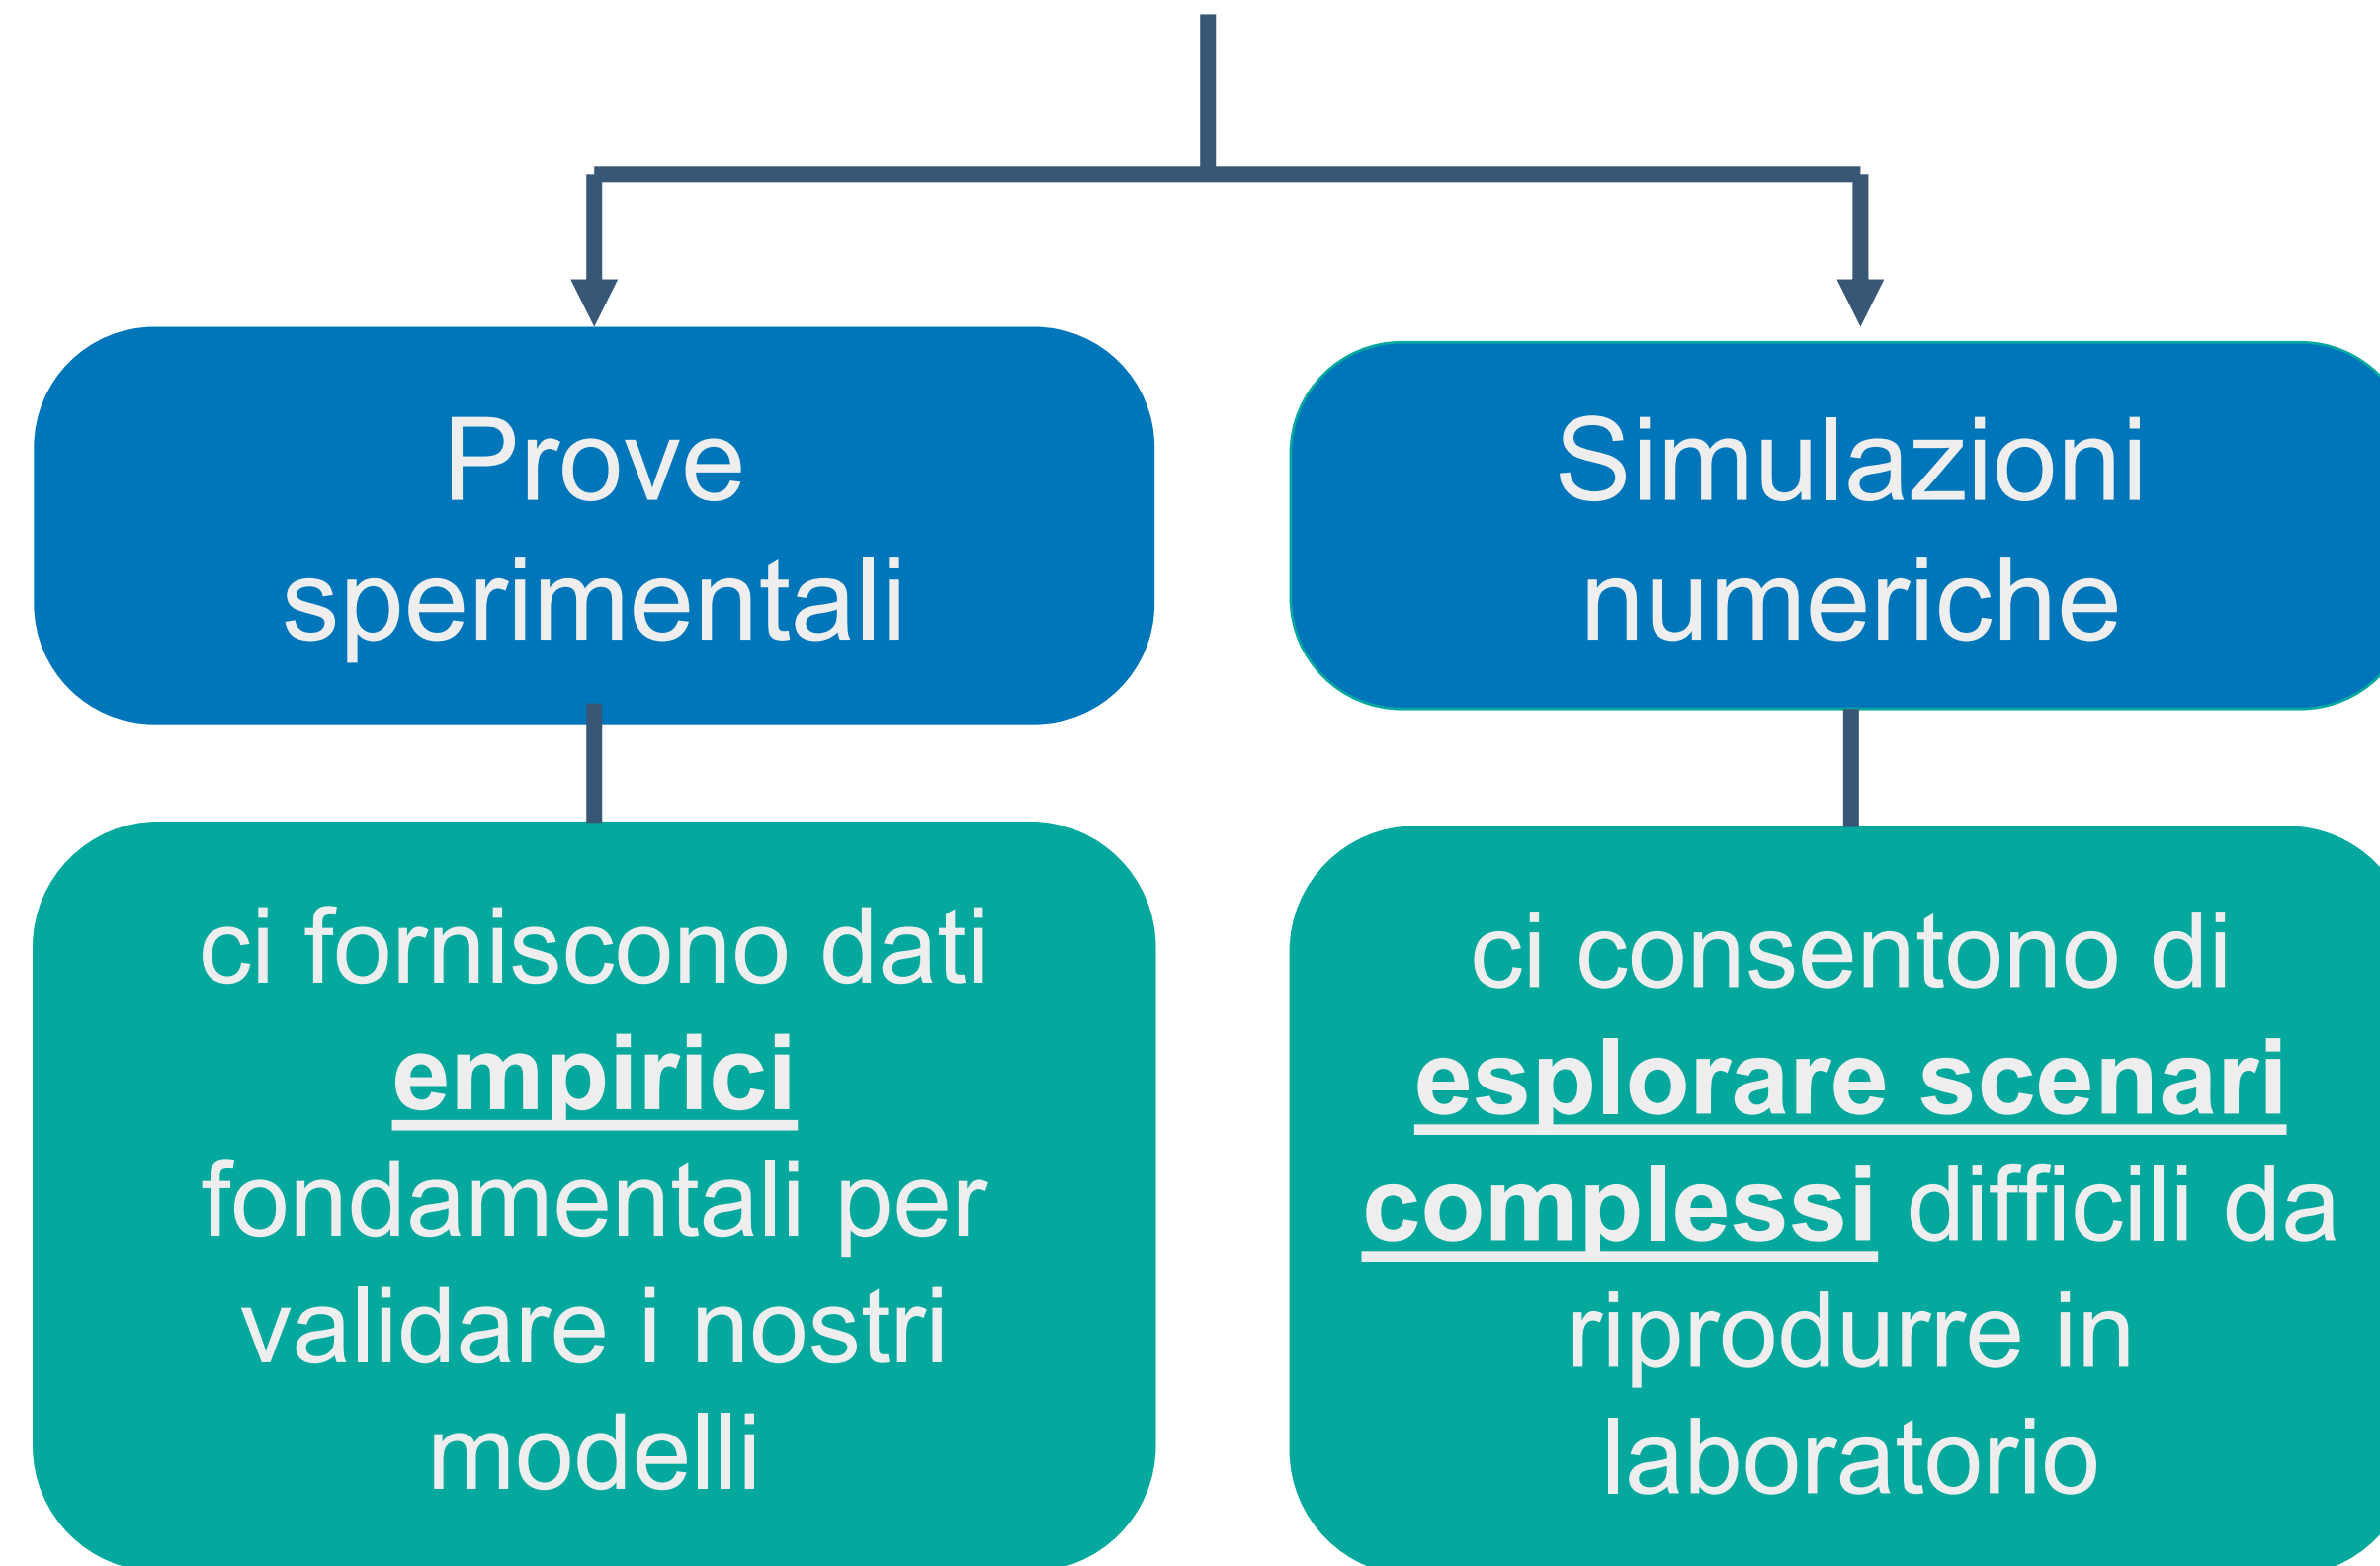 Prove
sperimentali
Simulazioni
numeriche
ci forniscono dati
empirici
fondamentali per
validare i nostri
modelli
ci consentono di
esplorare scenari
complessi difficili da
riprodurre in
laboratorio